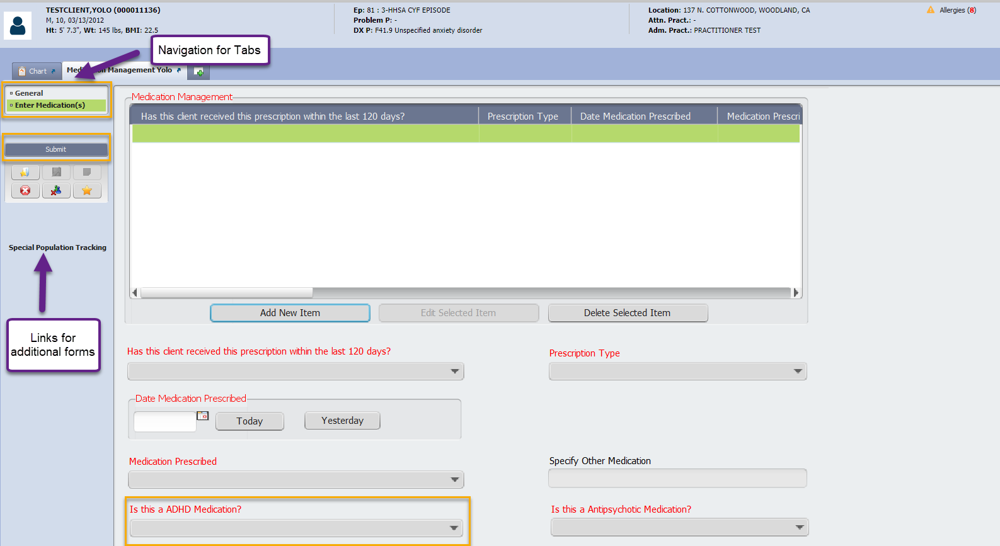 TESTCLIENT,YOLO (000011136)
M, 10, 03/13/2012
Ht: 5' 7.3", Wt: 145 lbs, BMI: 22.5
Ep: 81 : 3-HHSA CYF EPISODE
Problem P: -
DX P: F41.9 Unspecified anxiety disorder
Location: 137 N. COTTONWOOD, WOODLAND, CA
Attn. Pract.: -
Adm. Pract.: PRACTITIONER TEST
Allergies (8)
Navigation for Tabs
Chart
Management Yolo
General
Enter Medication(s)
Submit
Special Population Tracking
Links for
additional forms
Medication Management
Has this client received this prescription within the last 120 days?
Prescription Type
Date Medication Prescribed
Medication Prescri
Add New Item
Edit Selected Item
Delete Selected Item
Has this client received this prescription within the last 120 days?
Prescription Type
Date Medication Prescribed
Today
Yesterday
Medication Prescribed
Specify Other Medication
Is this a ADHD Medication?
Is this a Antipsychotic Medication?